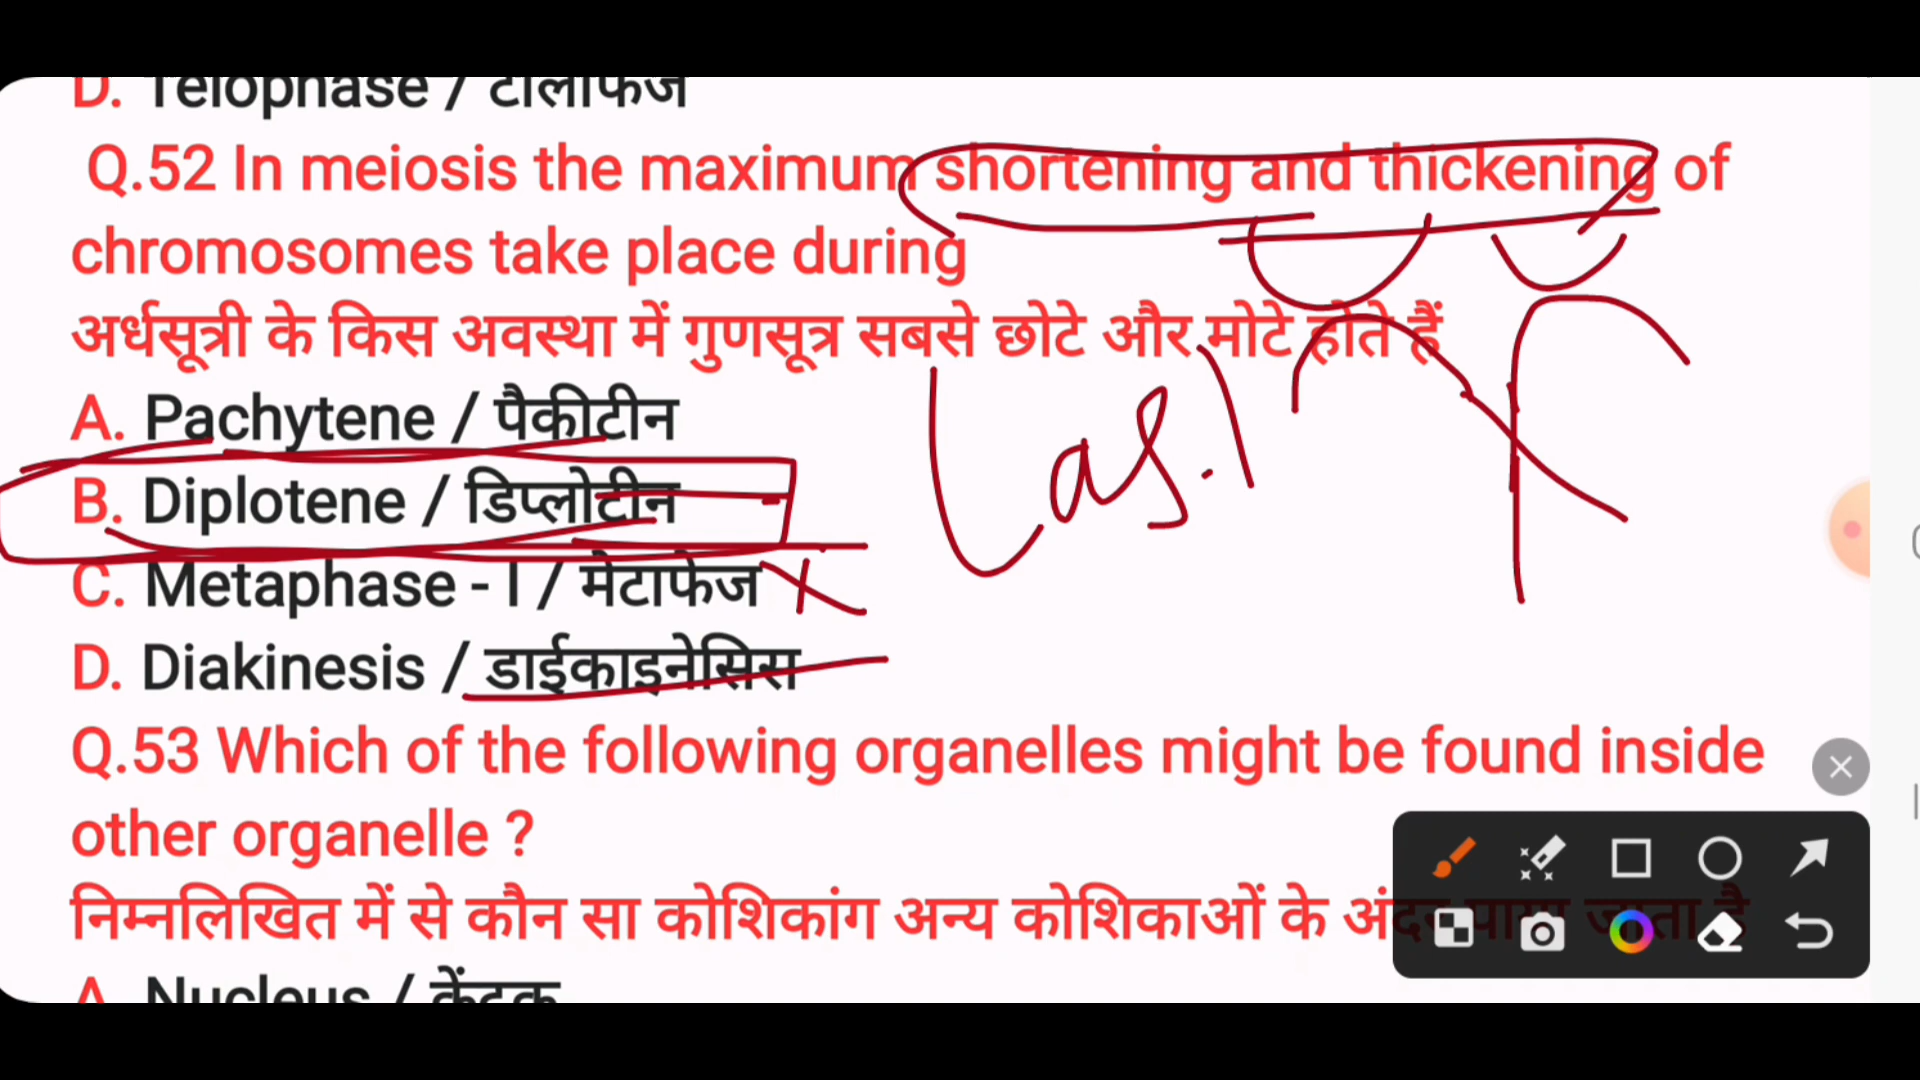 D. Telophase / टीलोफेज
Q.52 In meiosis the maximum shortening and thickening of
chromosomes take place during
अर्धसूत्री के किस अवस्था में गुणसूत्र सबसे छोटे और मोटे होते हैं
A. Pachytene / पैकीटीन
B. Diplotene / डिप्लोटीन
C. Metaphase - I / मेटाफेज
D. Diakinesis / डाईकाइनेसिस
Q.53 Which of the following organelles might be found inside
other organelle ?
निम्नलिखित में से कौन सा कोशिकांग अन्य कोशिकाओं के अंदर पाया जाता है
A. Nucleus / केंद्रक